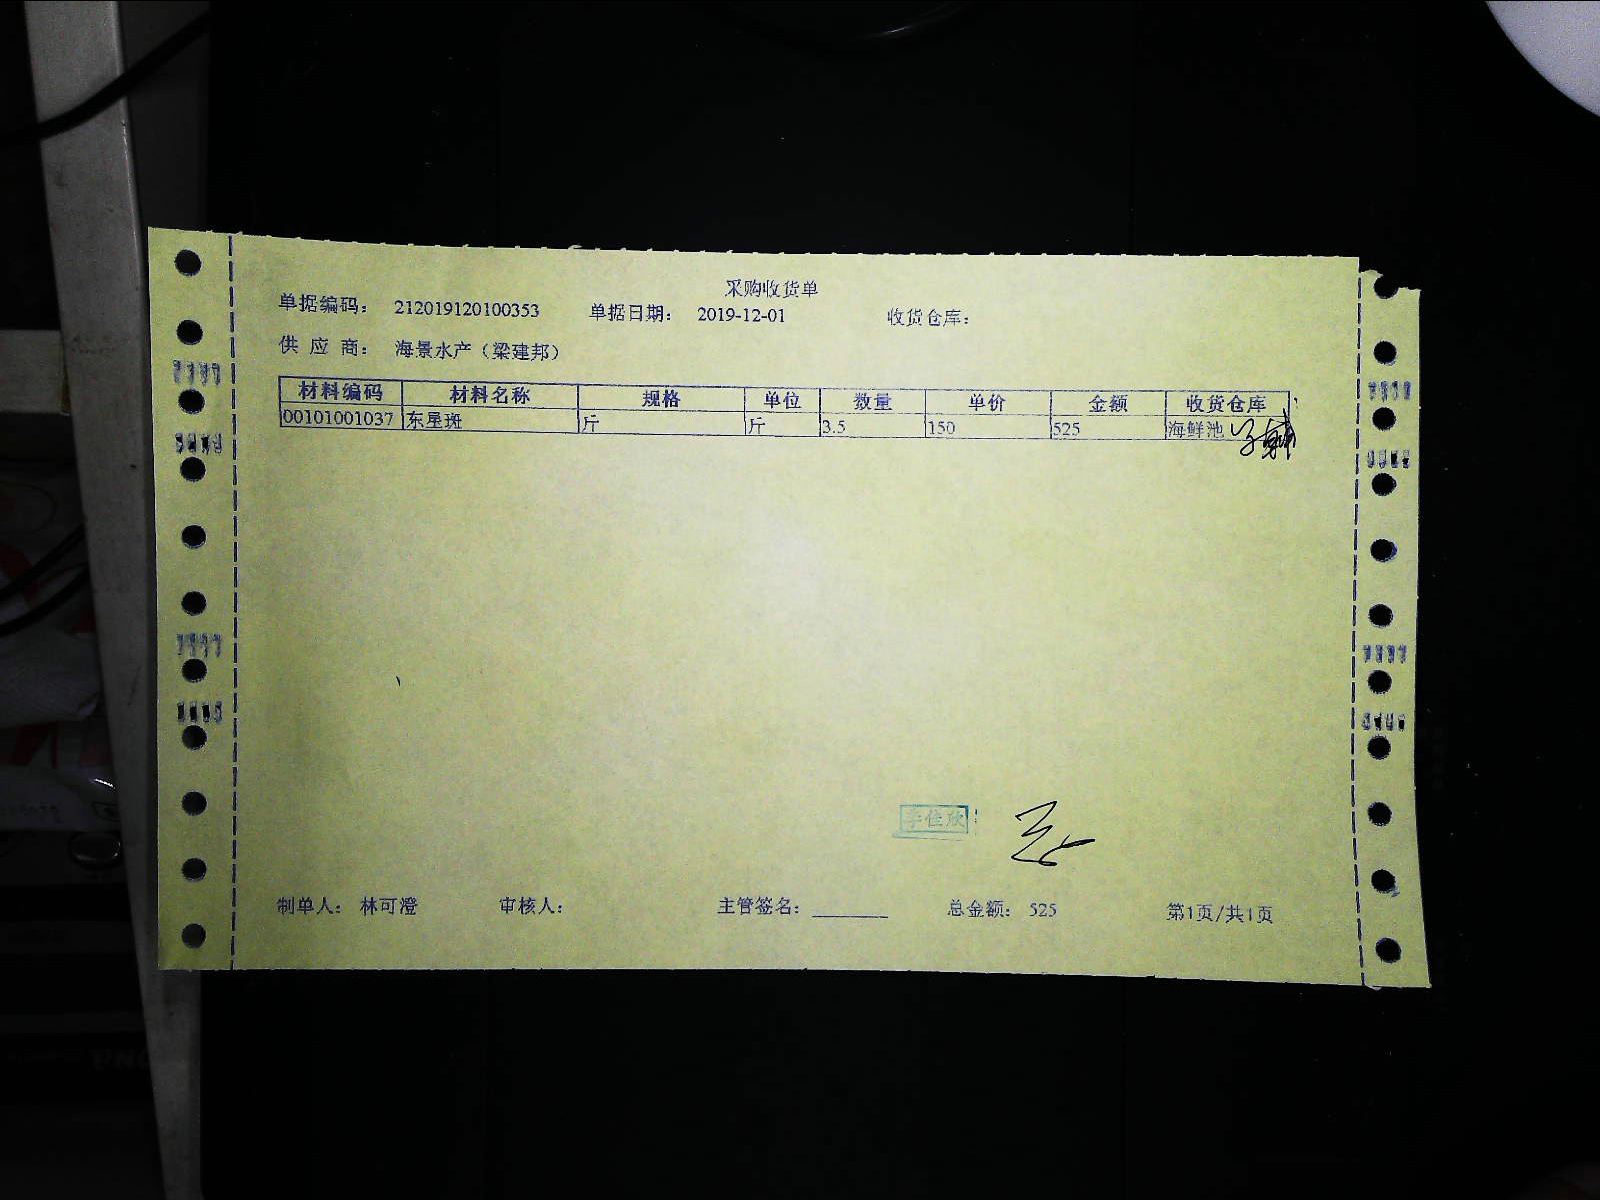 采购收货单
单据编码： 212019120100353 单据日期： 2019-12-01 收货仓库：
供 应 商： 海景水产（梁建邦）
材料编码 材料名称 规格 单位 数量 单价 金额 收货仓库
00101001037 东星斑 斤 斤 3.5 150 525 海鲜池
李佳欣
制单人： 林可澄 审核人： 主管签名： ________ 总金额： 525 第1页/共1页